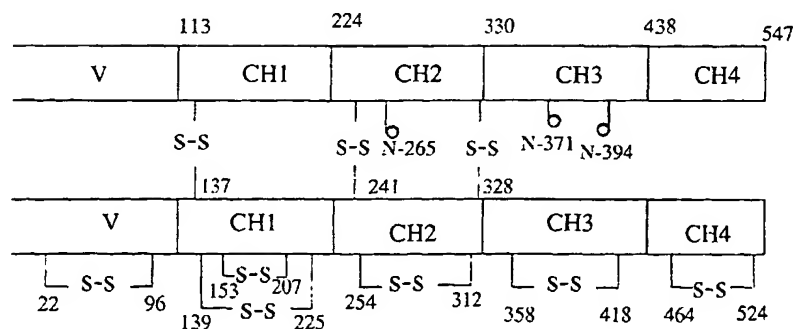 113 224 330 438 547
V CH1 CH2 CH3 CH4
S-S S-S N-265 S-S N-371 N-394
137 241 328
V CH1 CH2 CH3 CH4
S-S S-S S-S S-S S-S
22 96 153 207 254 312 358 418 464 524
S-S
139 225